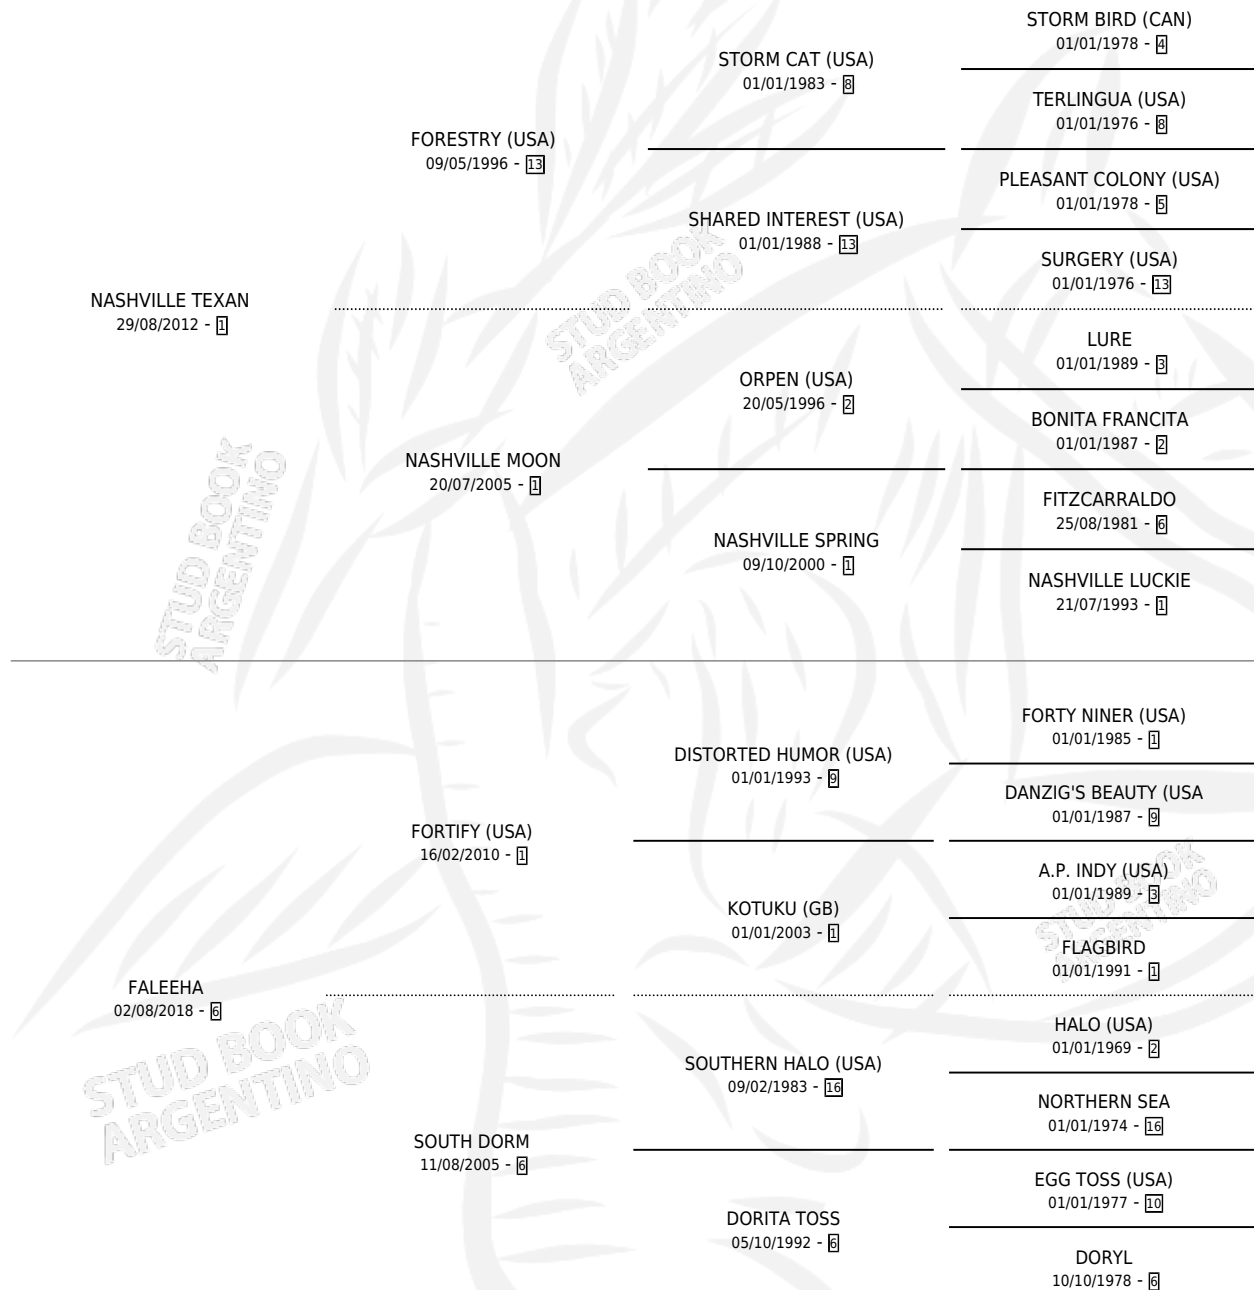 STORM BIRD (CAN)
01/01/1978 - 4
STORM CAT (USA)
01/01/1983 - 8
TERLINGUA (USA)
01/01/1976 - 8
FORESTRY (USA)
09/05/1996 - 13
PLEASANT COLONY (USA)
01/01/1978 - 5
SHARED INTEREST (USA)
01/01/1988 - 13
SURGERY (USA)
01/01/1976 - 13
NASHVILLE TEXAN
29/08/2012 - 1
LURE
01/01/1989 - 3
ORPEN (USA)
20/05/1996 - 2
BONITA FRANCITA
01/01/1987 - 2
NASHVILLE MOON
20/07/2005 - 1
FITZCARRALDO
25/08/1981 - 6
NASHVILLE SPRING
09/10/2000 - 1
NASHVILLE LUCKIE
21/07/1993 - 1
FORTY NINER (USA)
01/01/1985 - 1
DISTORTED HUMOR (USA)
01/01/1993 - 9
DANZIG'S BEAUTY (USA
01/01/1987 - 9
FORTIFY (USA)
16/02/2010 - 1
A.P. INDY (USA)
01/01/1989 - 3
KOTUKU (GB)
01/01/2003 - 1
FLAGBIRD
01/01/1991 - 1
FALEEHA
02/08/2018 - 6
HALO (USA)
01/01/1969 - 2
SOUTHERN HALO (USA)
09/02/1983 - 16
NORTHERN SEA
01/01/1974 - 16
SOUTH DORM
11/08/2005 - 6
EGG TOSS (USA)
01/01/1977 - 10
DORITA TOSS
05/10/1992 - 6
DORYL
10/10/1978 - 6
STUD BOOK
ARGENTINO
STUD BOOK
ARGENTINO
STUD BOOK
ARGENTINO
STUD BOOK
ARGENTINO